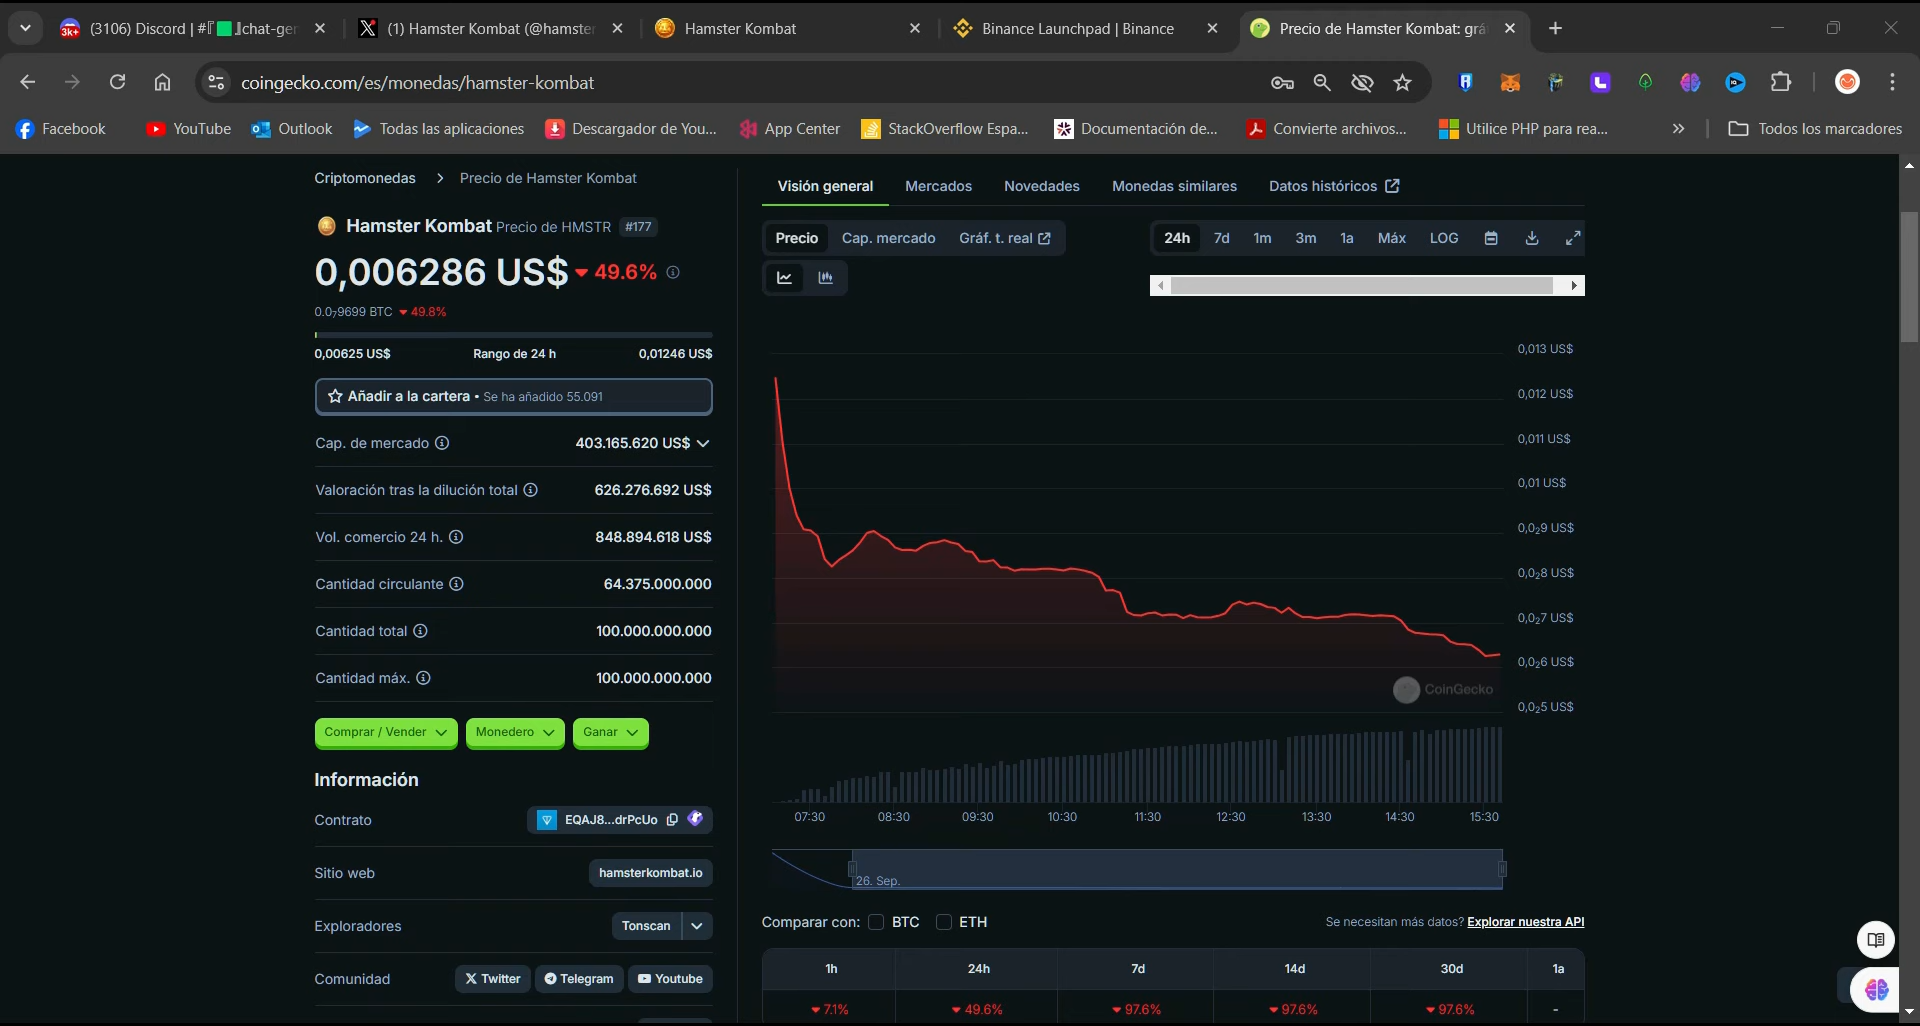 (3106) Discord | #『🟩』chat-gen
(1) Hamster Kombat (@hamster
Hamster Kombat
Binance Launchpad | Binance
Precio de Hamster Kombat: grá
coingecko.com/es/monedas/hamster-kombat
Facebook
YouTube
Outlook
Todas las aplicaciones
Descargador de You...
App Center
StackOverflow Espa...
Documentación de...
Convierte archivos...
Utilice PHP para rea...
»
Todos los marcadores
Criptomonedas > Precio de Hamster Kombat
Hamster Kombat Precio de HMSTR #177
0,006286 US$ ▼ 49.6%
0.0₇9699 BTC ▼ 49.8%
0,00625 US$ Rango de 24 h 0,01246 US$
Añadir a la cartera • Se ha añadido 55.091
Cap. de mercado 403.165.620 US$
Valoración tras la dilución total 626.276.692 US$
Vol. comercio 24 h. 848.894.618 US$
Cantidad circulante 64.375.000.000
Cantidad total 100.000.000.000
Cantidad máx. 100.000.000.000
Comprar / Vender Monedero Ganar
Información
Contrato EQAJ8...drPcUo
Sitio web hamsterkombat.io
Exploradores Tonscan
Comunidad Twitter Telegram Youtube
Visión general Mercados Novedades Monedas similares Datos históricos
Precio Cap. mercado Gráf. t. real
24h 7d 1m 3m 1a Máx LOG
0,013 US$
0,012 US$
0,011 US$
0,01 US$
0,0₂9 US$
0,0₂8 US$
0,0₂7 US$
0,0₂6 US$
0,0₂5 US$
CoinGecko
07:30 08:30 09:30 10:30 11:30 12:30 13:30 14:30 15:30
26. Sep.
Comparar con: BTC ETH
Se necesitan más datos? Explorar nuestra API
1h 24h 7d 14d 30d 1a
▼ 7.1% ▼ 49.6% ▼ 97.6% ▼ 97.6% ▼ 97.6% -